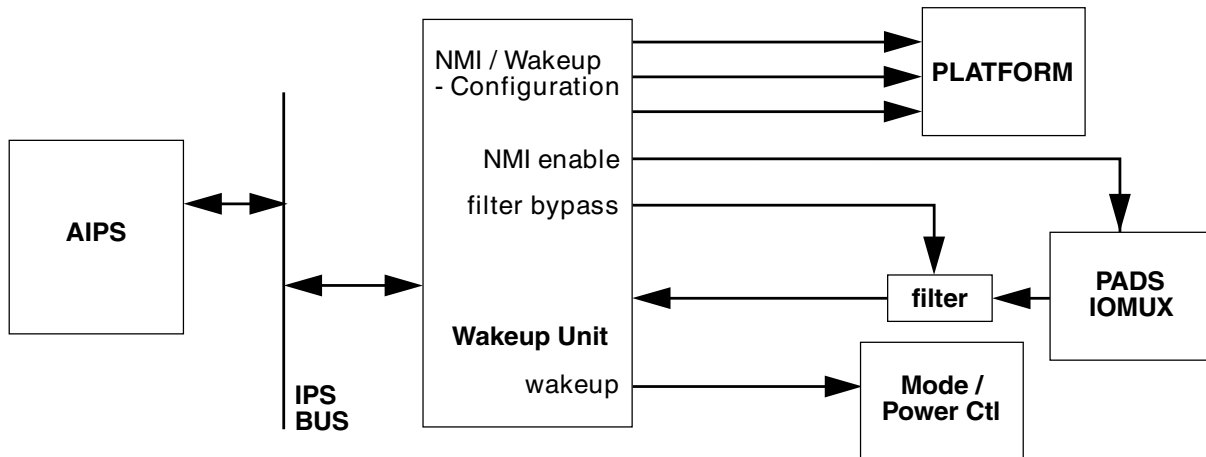 AIPS
IPS
BUS
NMI / Wakeup
- Configuration
NMI enable
filter bypass
Wakeup Unit
wakeup
PLATFORM
filter
PADS
IOMUX
Mode /
Power Ctl